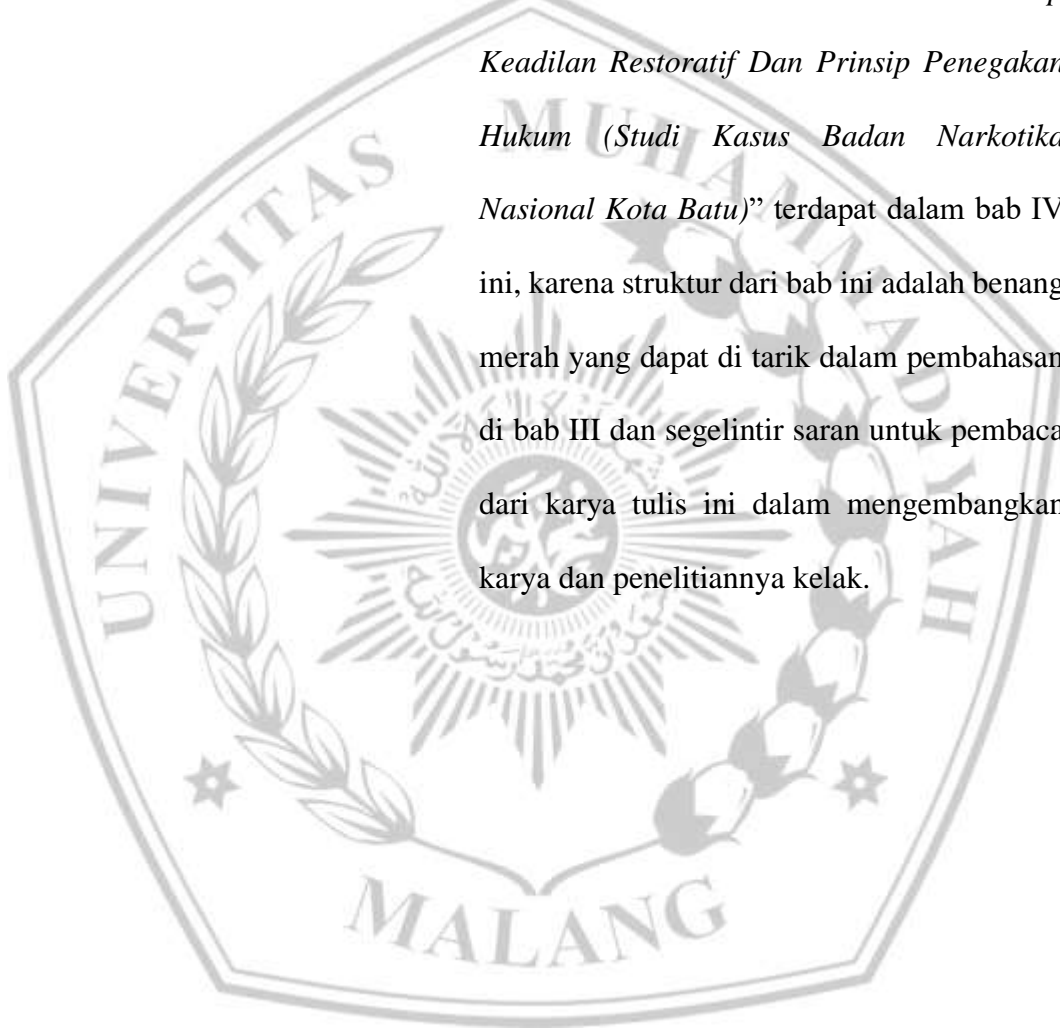 Keadilan Restoratif Dan Prinsip Penegakan
Hukum (Studi Kasus Badan Narkotika
Nasional Kota Batu)” terdapat dalam bab IV
ini, karena struktur dari bab ini adalah benang
merah yang dapat di tarik dalam pembahasan
di bab III dan segelintir saran untuk pembaca
dari karya tulis ini dalam mengembangkan
karya dan penelitiannya kelak.
UNIVERSITAS MUHAMMADIYAH
MALANG